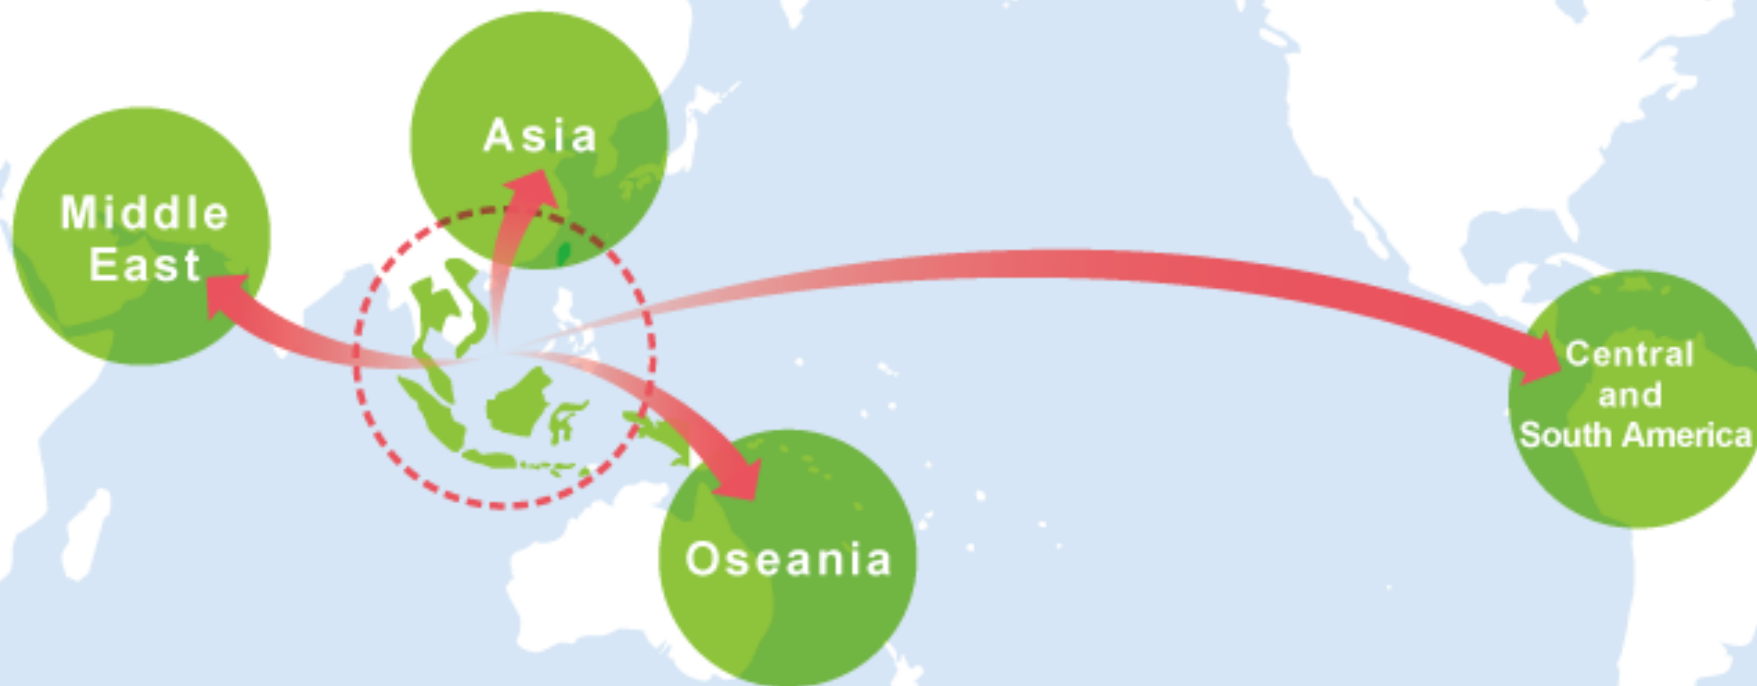 Asia
Middle
East
Central
and
South America
Oseania